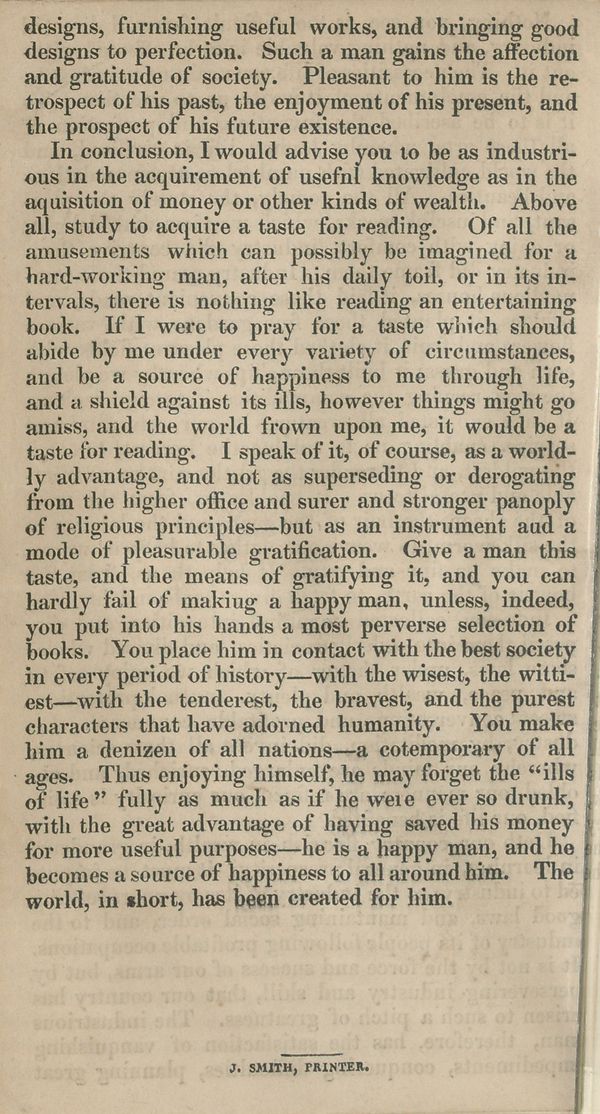 designs, furnishing useful works, and bringing good
designs to perfection. Such a man gains the affection
and gratitude of society. Pleasant to him is the re-
trospect of his past, the enjoyment of his present, and
the prospect of his future existence.
In conclusion, I would advise you to be as industri-
ous in the acquirement of usefnl knowledge as in the
aquisition of money or other kinds of wealth. Above
all, study to acquire a taste for reading. Of all the
amusements which can possibly be imagined for a
hard-working man, after his daily toil, or in its in-
tervals, there is nothing like reading an entertaining
book. If I were to pray for a taste which should
abide by me under every variety of circumstances,
and be a source of happiness to me through life,
and a shield against its ills, however things might go
amiss, and the world frown upon me, it would be a
taste for reading. I speak of it, of course, as a world-
ly advantage, and not as superseding or derogating
from the higher office and surer and stronger panoply
of religious principles—but as an instrument aud a
mode of pleasurable gratification. Give a man this
taste, and the means of gratifying it, and you can
hardly fail of makiug a happy man, unless, indeed,
you put into his hands a most perverse selection of
books. You place him in contact with the best society
in every period of history—with the wisest, the witti-
est—with the tenderest, the bravest, and the purest
characters that have adorned humanity. You make
him a denizen of all nations—a cotemporary of all
ages. Thus enjoying himself, he may forget the “ills
of life” fully as much as if he were ever so drunk,
with the great advantage of having saved his money
for more useful purposes—he is a happy man, and he
becomes a source of happiness to all around him. The
world, in short, has been created for him.
J. SMITH, PRINTER.